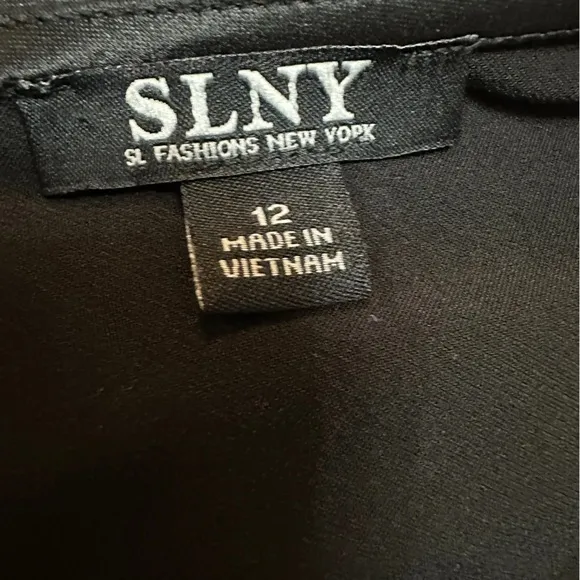 SLNY
SL FASHIONS NEW YORK
12
MADE IN
VIETNAM